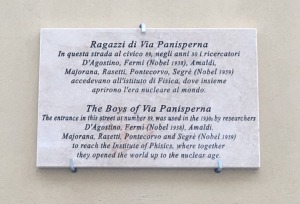 Ragazzi di Via Panisperna
In questa strada al civico 89, negli anni 30 i ricercatori
D'Agostino, Fermi (Nobel 1938), Amaldi,
Majorana, Rasetti, Pontecorvo, Segrè (Nobel 1959)
accedevano all'istituto di Fisica, dove insieme
aprirono l'era nucleare al mondo.
The Boys of Via Panisperna
The entrance in this street at number 89, was used in the 1930s by researchers
D'Agostino, Fermi (Nobel 1938), Amaldi,
Majorana, Rasetti, Pontecorvo and Segrè (Nobel 1959)
to reach the Institute of Phisics, where together
they opened the world up to the nuclear age.